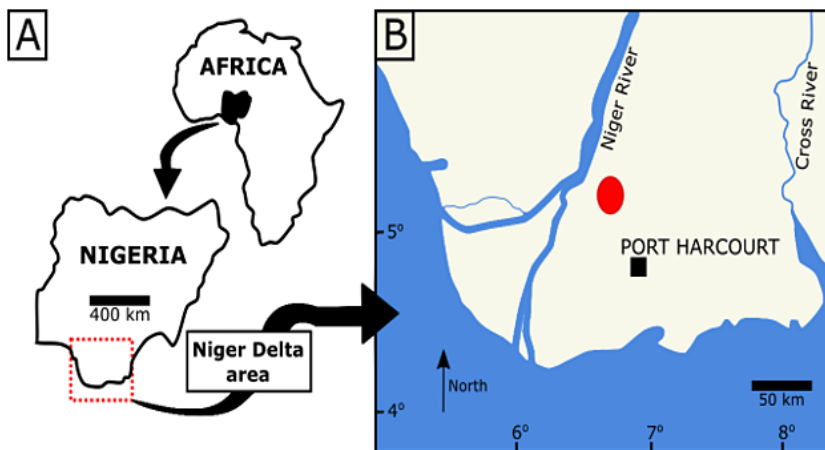 A
AFRICA
NIGERIA
400 km
Niger Delta
area
B
Niger River
Cross River
5°
PORT HARCOURT
North
50 km
4°
6°
7°
8°